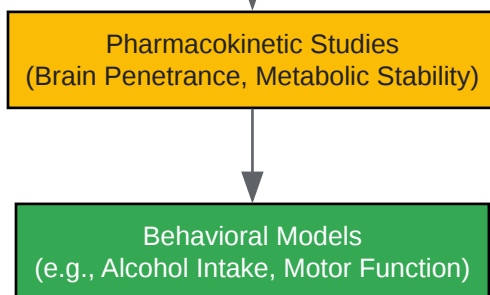 Pharmacokinetic Studies
(Brain Penetrance, Metabolic Stability)
Behavioral Models
(e.g., Alcohol Intake, Motor Function)